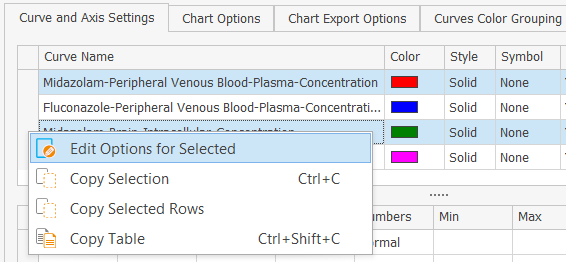 Curve and Axis Settings Chart Options Chart Export Options Curves Color Grouping
Curve Name Color Style Symbol
Midazolam-Peripheral Venous Blood-Plasma-Concentration Solid None
Fluconazole-Peripheral Venous Blood-Plasma-Concentrati... Solid None
Midazolam-Brain-Intracellular-Concentration Solid None
Edit Options for Selected Solid None
Copy Selection Ctrl+C
Copy Selected Rows umbers Min Max
Copy Table Ctrl+Shift+C ormal